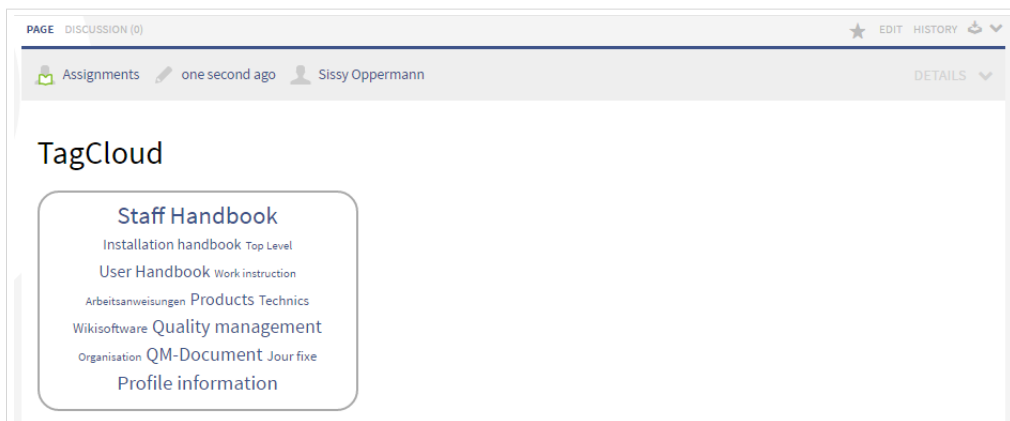 PAGE DISCUSSION (0) EDIT HISTORY
Assignments one second ago Sissy Oppermann DETAILS
TagCloud
Staff Handbook
Installation handbook Top Level
User Handbook Work instruction
Arbeitsanweisungen Products Technics
Wikisoftware Quality management
Organisation QM-Document Jour fixe
Profile information